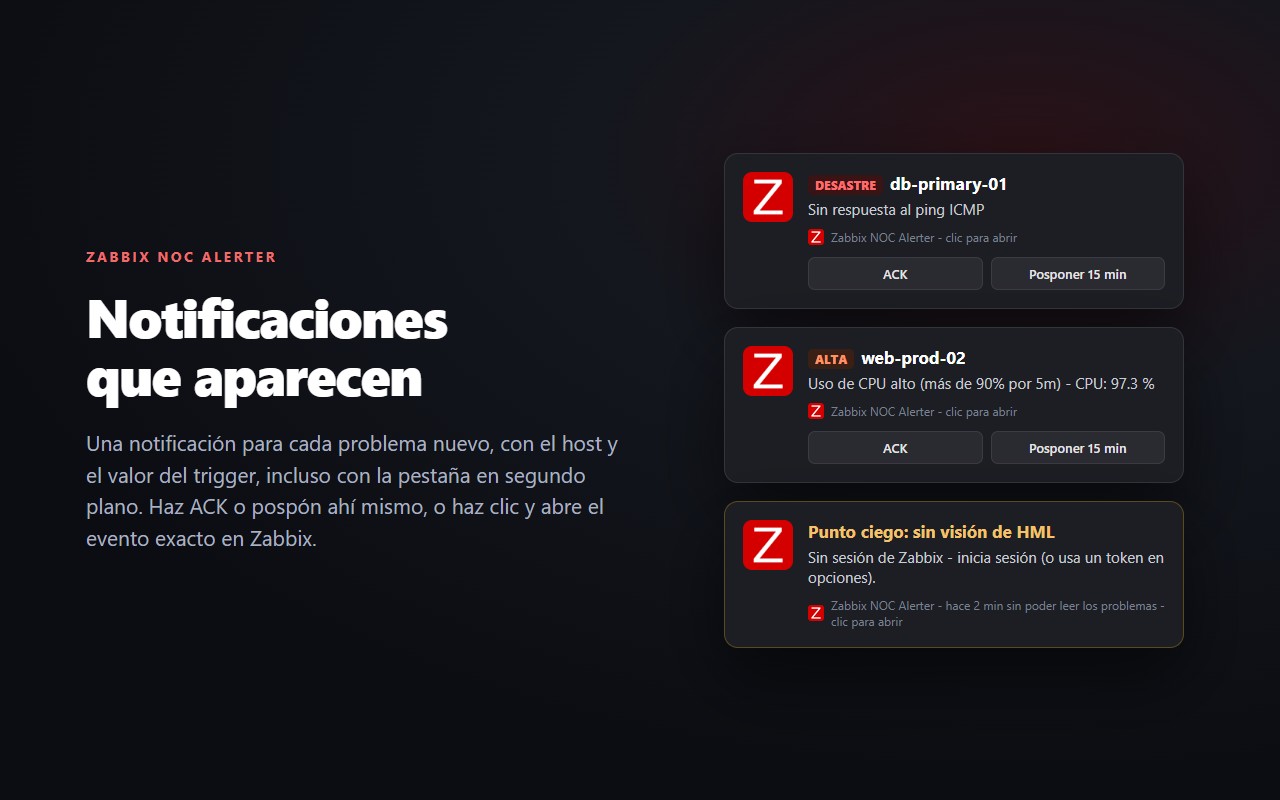 ZABBIX NOC ALERTER
Notificaciones
que aparecen
Una notificación para cada problema nuevo, con el host y
el valor del trigger, incluso con la pestaña en segundo
plano. Haz ACK o pospón ahí mismo, o haz clic y abre el
evento exacto en Zabbix.
Z
DESASTRE db-primary-01
Sin respuesta al ping ICMP
Z Zabbix NOC Alerter - clic para abrir
ACK Posponer 15 min
Z
ALTA web-prod-02
Uso de CPU alto (más de 90% por 5m) - CPU: 97.3 %
Z Zabbix NOC Alerter - clic para abrir
ACK Posponer 15 min
Z
Punto ciego: sin visión de HML
Sin sesión de Zabbix - inicia sesión (o usa un token en
opciones).
Z Zabbix NOC Alerter - hace 2 min sin poder leer los problemas -
clic para abrir